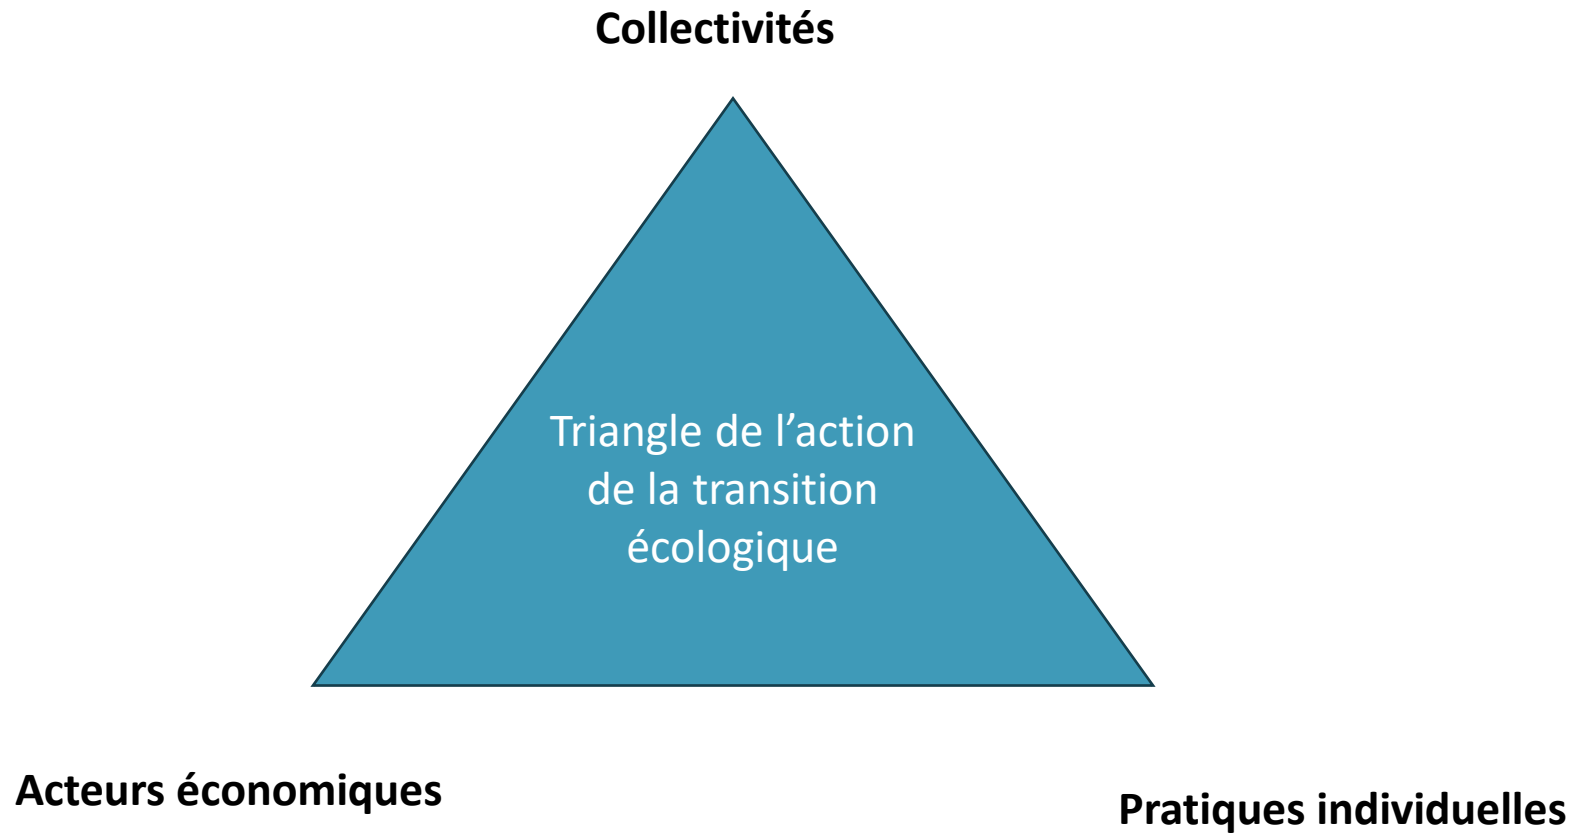 Collectivités
Triangle de l’action
de la transition
écologique
Acteurs économiques
Pratiques individuelles